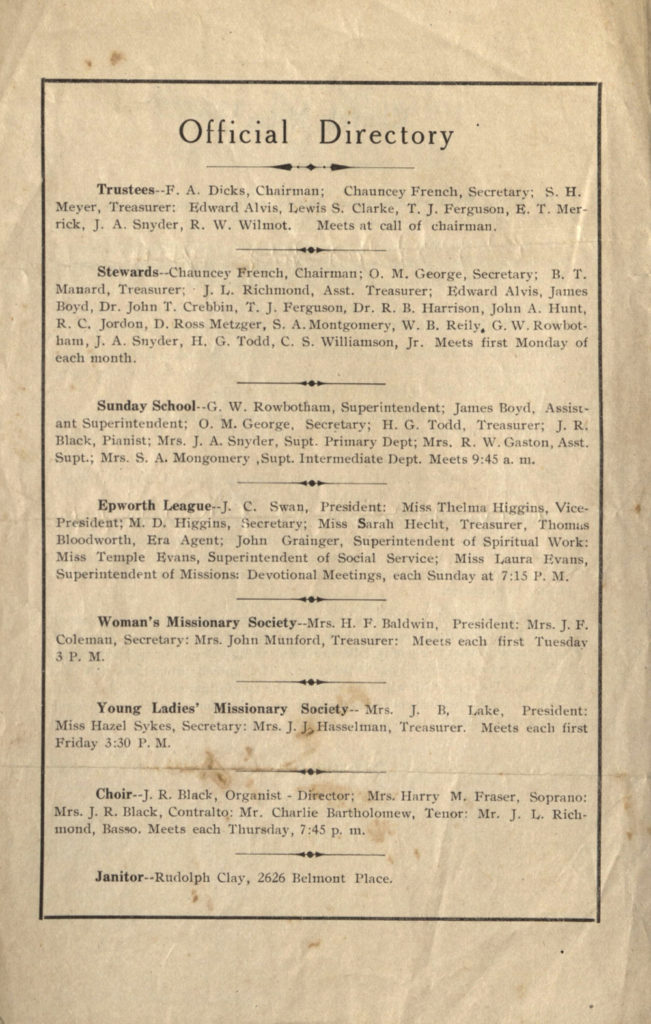 Official Directory
Trustees--F. A. Dicks, Chairman; Chauncey French, Secretary; S. H.
Meyer, Treasurer: Edward Alvis, Lewis S. Clarke, T. J. Ferguson, E. T. Mer-
rick, J. A. Snyder, R. W. Wilmot. Meets at call of chairman.
Stewards--Chauncey French, Chairman; O. M. George, Secretary; B. T.
Manard, Treasurer; J. L. Richmond, Asst. Treasurer; Edward Alvis, James
Boyd, Dr. John T. Crebbin, T. J. Ferguson, Dr. R. B. Harrison, John A. Hunt,
R. C. Jordon, D. Ross Metzger, S. A. Montgomery, W. B. Reily, G. W. Rowbot-
ham, J. A. Snyder, H. G. Todd, C. S. Williamson, Jr. Meets first Monday of
each month.
Sunday School--G. W. Rowbotham, Superintendent; James Boyd, Assist-
ant Superintendent; O. M. George, Secretary; H. G. Todd, Treasurer; J. R.
Black, Pianist; Mrs. J. A. Snyder, Supt. Primary Dept; Mrs. R. W. Gaston, Asst.
Supt.; Mrs. S. A. Mongomery ,Supt. Intermediate Dept. Meets 9:45 a. m.
Epworth League--J. C. Swan, President: Miss Thelma Higgins, Vice-
President; M. D. Higgins, Secretary; Miss Sarah Hecht, Treasurer, Thomas
Bloodworth, Era Agent; John Grainger, Superintendent of Spiritual Work:
Miss Temple Evans, Superintendent of Social Service; Miss Laura Evans,
Superintendent of Missions: Devotional Meetings, each Sunday at 7:15 P. M.
Woman's Missionary Society--Mrs. H. F. Baldwin, President: Mrs. J. F.
Coleman, Secretary: Mrs. John Munford, Treasurer: Meets each first Tuesday
3 P. M.
Young Ladies' Missionary Society-- Mrs. J. B, Lake, President:
Miss Hazel Sykes, Secretary: Mrs. J. J. Hasselman, Treasurer. Meets each first
Friday 3:30 P. M.
Choir--J. R. Black, Organist - Director; Mrs. Harry M. Fraser, Soprano:
Mrs. J. R. Black, Contralto: Mr. Charlie Bartholomew, Tenor: Mr. J. L. Rich-
mond, Basso. Meets each Thursday, 7:45 p. m.
Janitor--Rudolph Clay, 2626 Belmont Place.